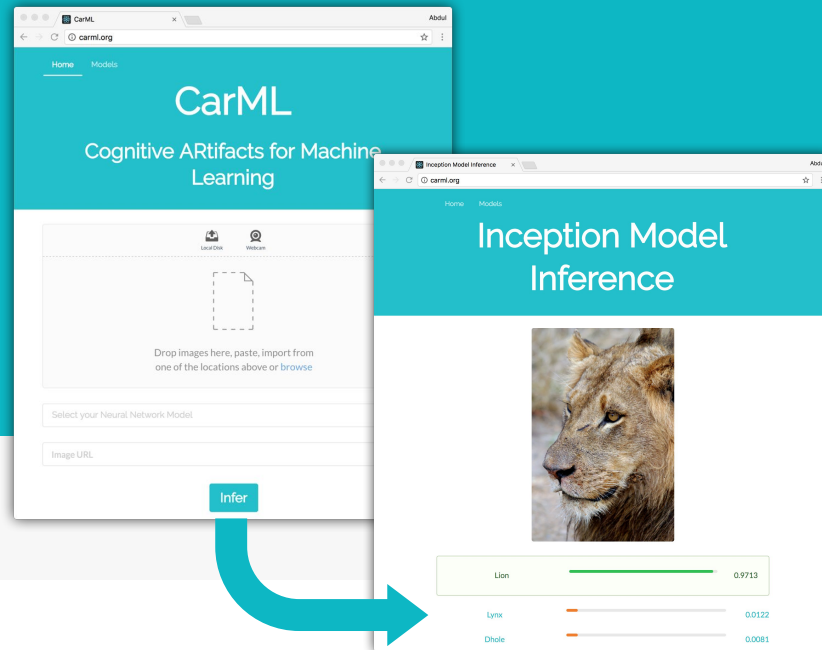 CarML
Abdul
carml.org
Home Models
CarML
Cognitive ARtifacts for Machine
Learning
Local Disk Webcam
Drop images here, paste, import from
one of the locations above or browse
Select your Neural Network Model
Image URL
Infer
Inception Model Inference
Abdu
carml.org
Home Models
Inception Model
Inference
Lion 0.9713
Lynx 0.0122
Dhole 0.0081